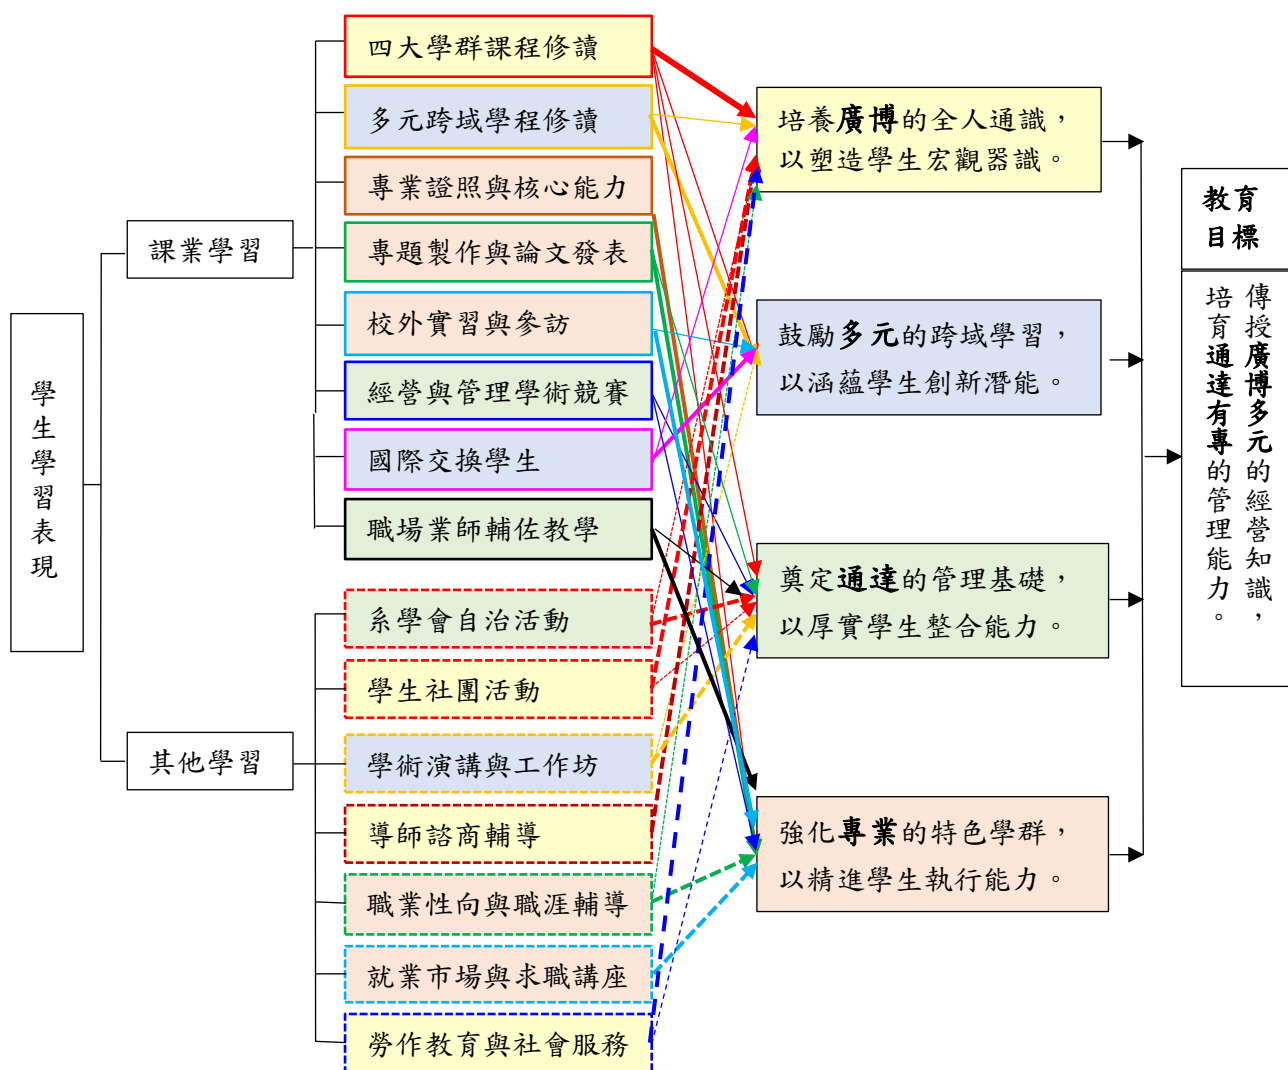 學生學習表現
課業學習
其他學習
四大學群課程修讀
多元跨域學程修讀
專業證照與核心能力
專題製作與論文發表
校外實習與參訪
經營與管理學術競賽
國際交換學生
職場業師輔佐教學
系學會自治活動
學生社團活動
學術演講與工作坊
導師諮商輔導
職業性向與職涯輔導
就業市場與求職講座
勞作教育與社會服務
培養廣博的全人通識，
以塑造學生宏觀器識。
鼓勵多元的跨域學習，
以涵蘊學生創新潛能。
奠定通達的管理基礎，
以厚實學生整合能力。
強化專業的特色學群，
以精進學生執行能力。
教育
目標
傳授廣博多元的經營知識，
培育通達有專的管理能力。